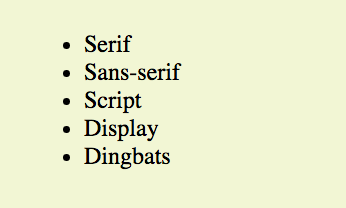 • Serif
• Sans-serif
• Script
• Display
• Dingbats